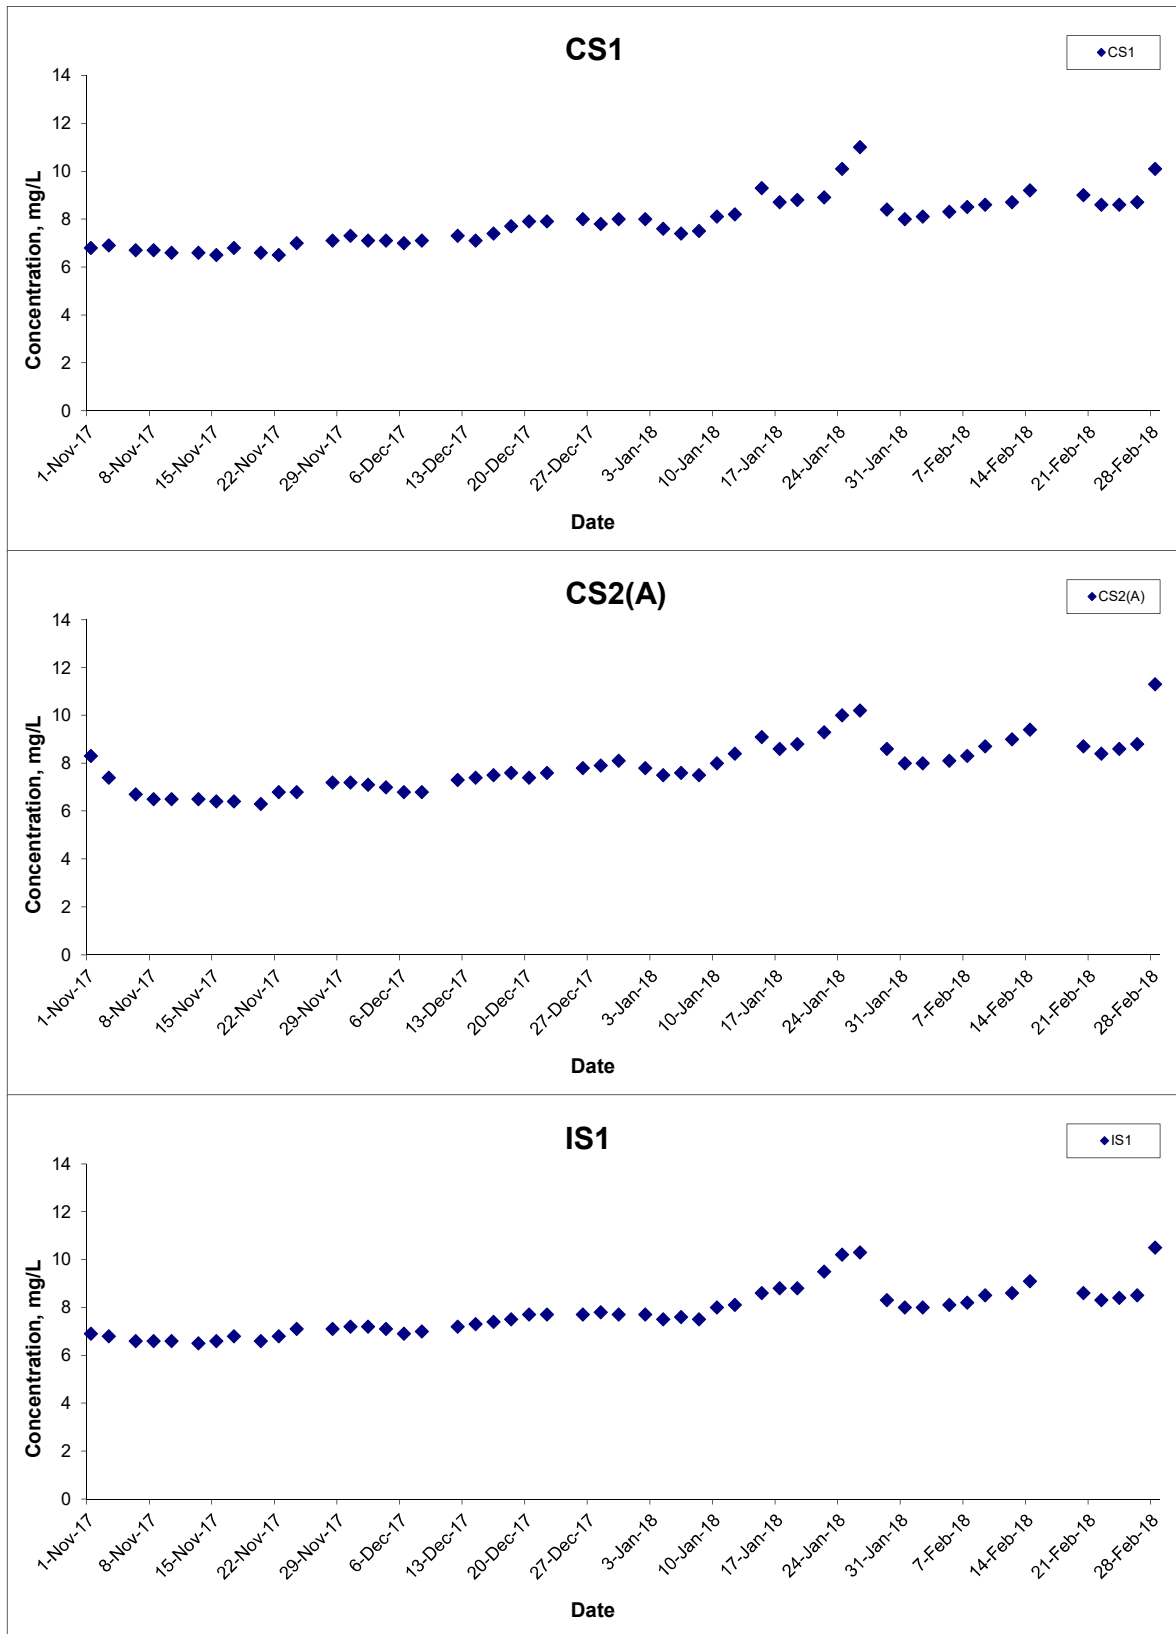 CS1
CS1
14
12
10
8
6
4
2
0
Concentration, mg/L
1-Nov-17
8-Nov-17
15-Nov-17
22-Nov-17
29-Nov-17
6-Dec-17
13-Dec-17
20-Dec-17
27-Dec-17
3-Jan-18
10-Jan-18
17-Jan-18
24-Jan-18
31-Jan-18
7-Feb-18
14-Feb-18
21-Feb-18
28-Feb-18
Date
CS2(A)
CS2(A)
14
12
10
8
6
4
2
0
Concentration, mg/L
1-Nov-17
8-Nov-17
15-Nov-17
22-Nov-17
29-Nov-17
6-Dec-17
13-Dec-17
20-Dec-17
27-Dec-17
3-Jan-18
10-Jan-18
17-Jan-18
24-Jan-18
31-Jan-18
7-Feb-18
14-Feb-18
21-Feb-18
28-Feb-18
Date
IS1
IS1
14
12
10
8
6
4
2
0
Concentration, mg/L
1-Nov-17
8-Nov-17
15-Nov-17
22-Nov-17
29-Nov-17
6-Dec-17
13-Dec-17
20-Dec-17
27-Dec-17
3-Jan-18
10-Jan-18
17-Jan-18
24-Jan-18
31-Jan-18
7-Feb-18
14-Feb-18
21-Feb-18
28-Feb-18
Date